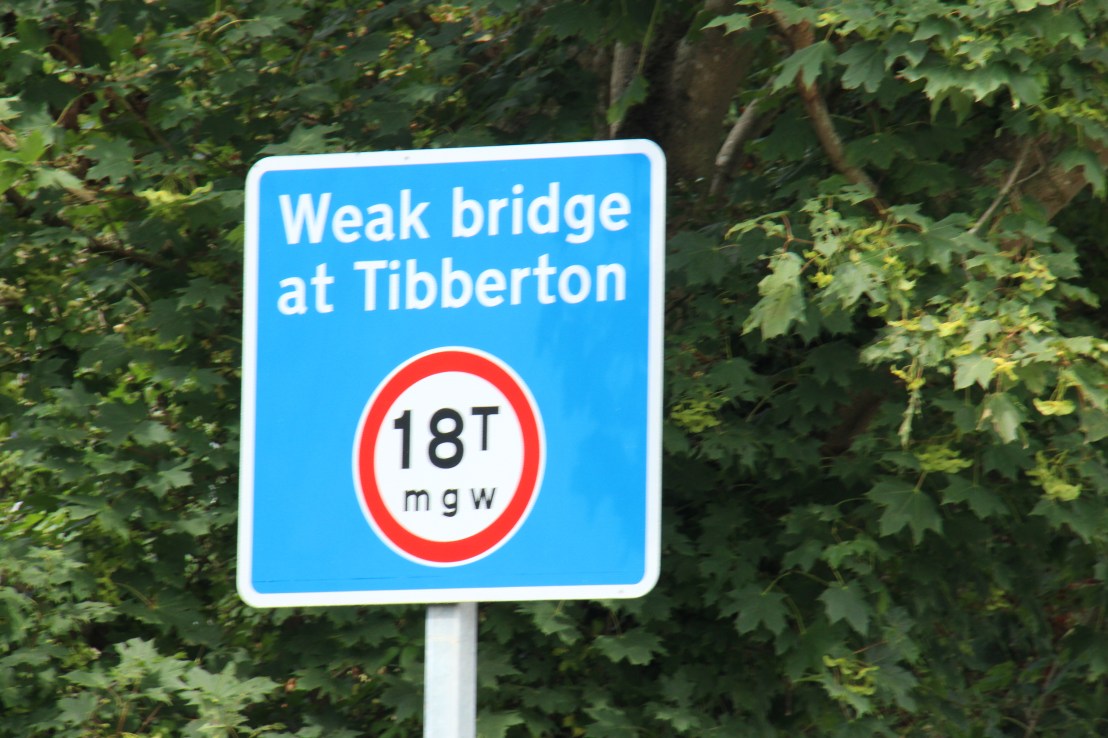 Weak bridge
at Tibberton
18T
mgw